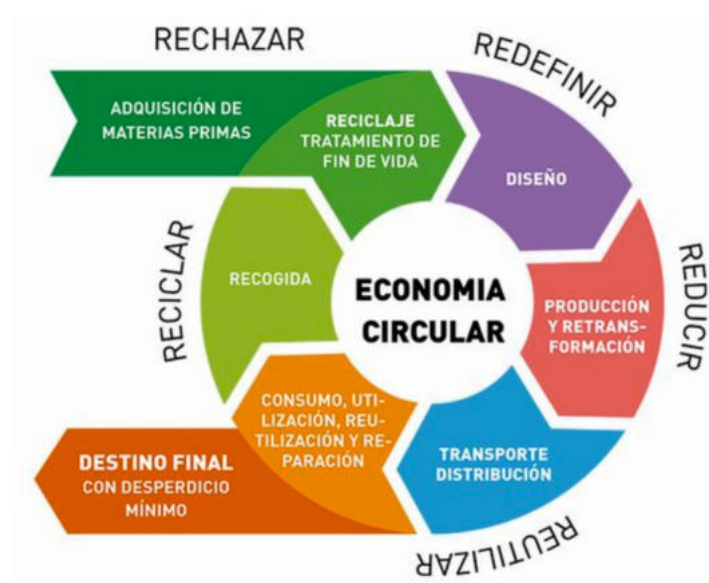 RECHAZAR
REDEFINIR
ADQUISICIÓN DE
MATERIAS PRIMAS
RECICLAJE
TRATAMIENTO DE
FIN DE VIDA
DISEÑO
RECICLAR
RECOGIDA
ECONOMIA
CIRCULAR
PRODUCCIÓN
Y RETRANS-
FORMACIÓN
REDUCIR
CONSUMO, UTI-
LIZACIÓN, REU-
TILIZACIÓN Y RE-
PARACIÓN
DESTINO FINAL
CON DESPERDICIO
MÍNIMO
TRANSPORTE
DISTRIBUCIÓN
REUTILIZAR